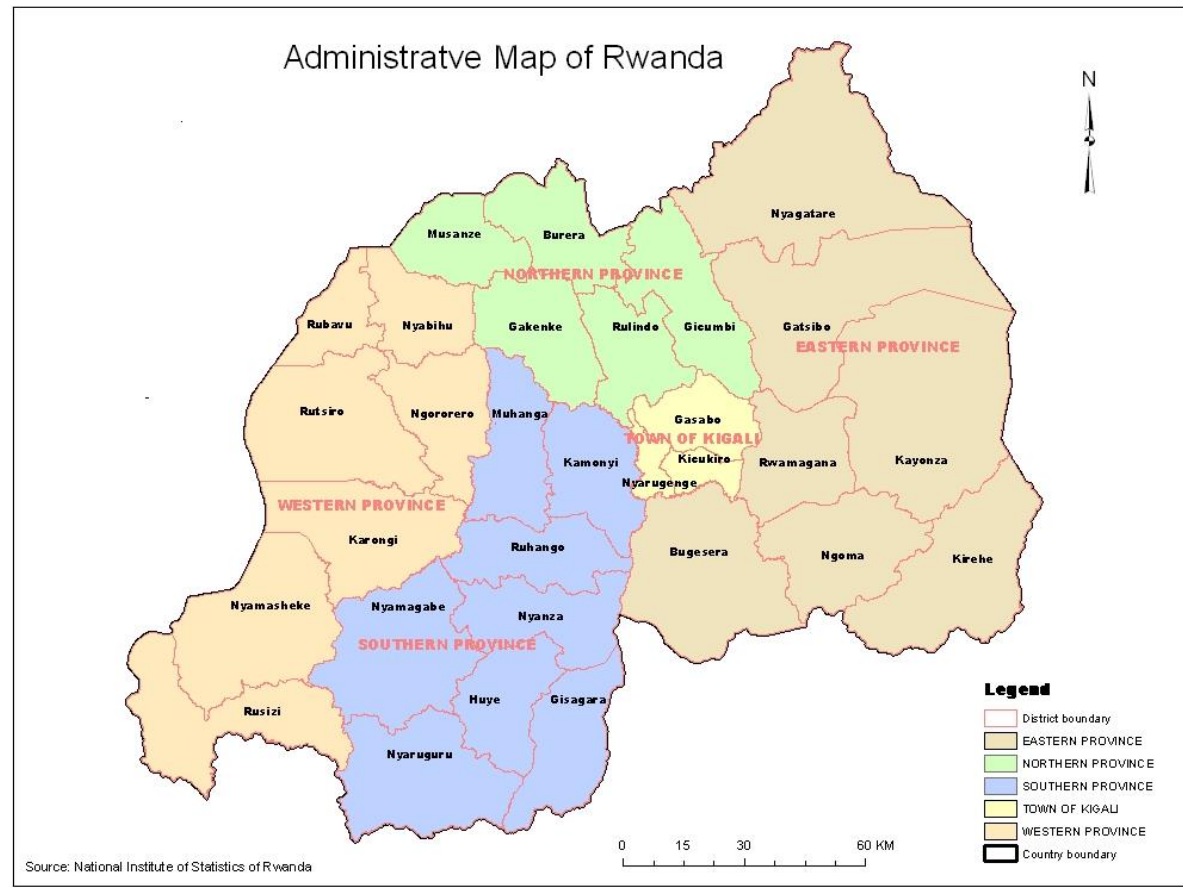 Administratve Map of Rwanda
N
Nyagatare
Musanze
Burera
NORTHERN PROVINCE
Rubavu
Nyabihu
Gakenke
Rulindo
Gicumbi
Gatsibo
EASTERN PROVINCE
Rutsiro
Ngororero
Muhanga
Gasabo
TOWN OF KIGALI
Kamonyi
Kicukiro
Rwamagana
Kayonza
Nyarugenge
WESTERN PROVINCE
Karongi
Ruhango
Bugesera
Ngoma
Kirehe
Nyamasheke
Nyamagabe
Nyanza
SOUTHERN PROVINCE
Rusizi
Huye
Gisagara
Nyaruguru
Legend
District boundary
EASTERN PROVINCE
NORTHERN PROVINCE
SOUTHERN PROVINCE
TOWN OF KIGALI
WESTERN PROVINCE
Country boundary
0 15 30 60 KM
Source: National Institute of Statistics of Rwanda